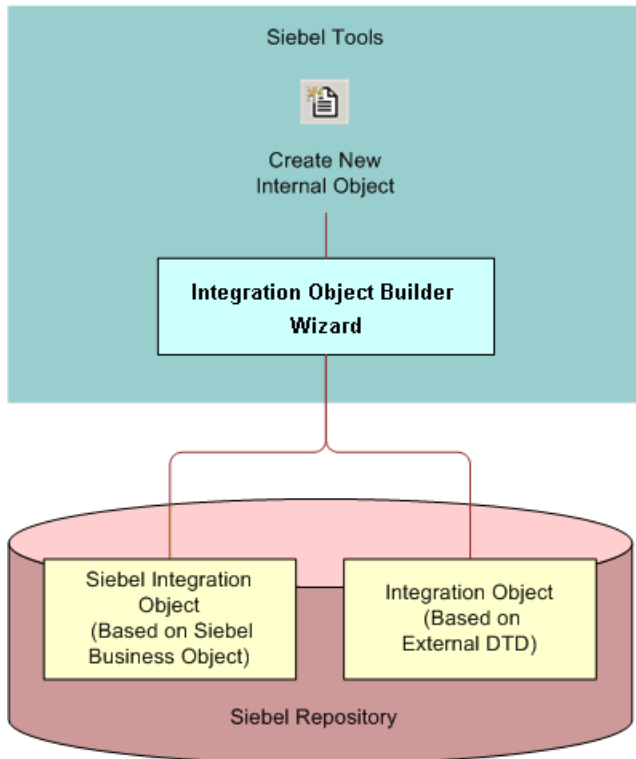 Siebel Tools
Create New
Internal Object
Integration Object Builder
Wizard
Siebel Integration
Object
(Based on Siebel
Business Object)
Integration Object
(Based on
External DTD)
Siebel Repository